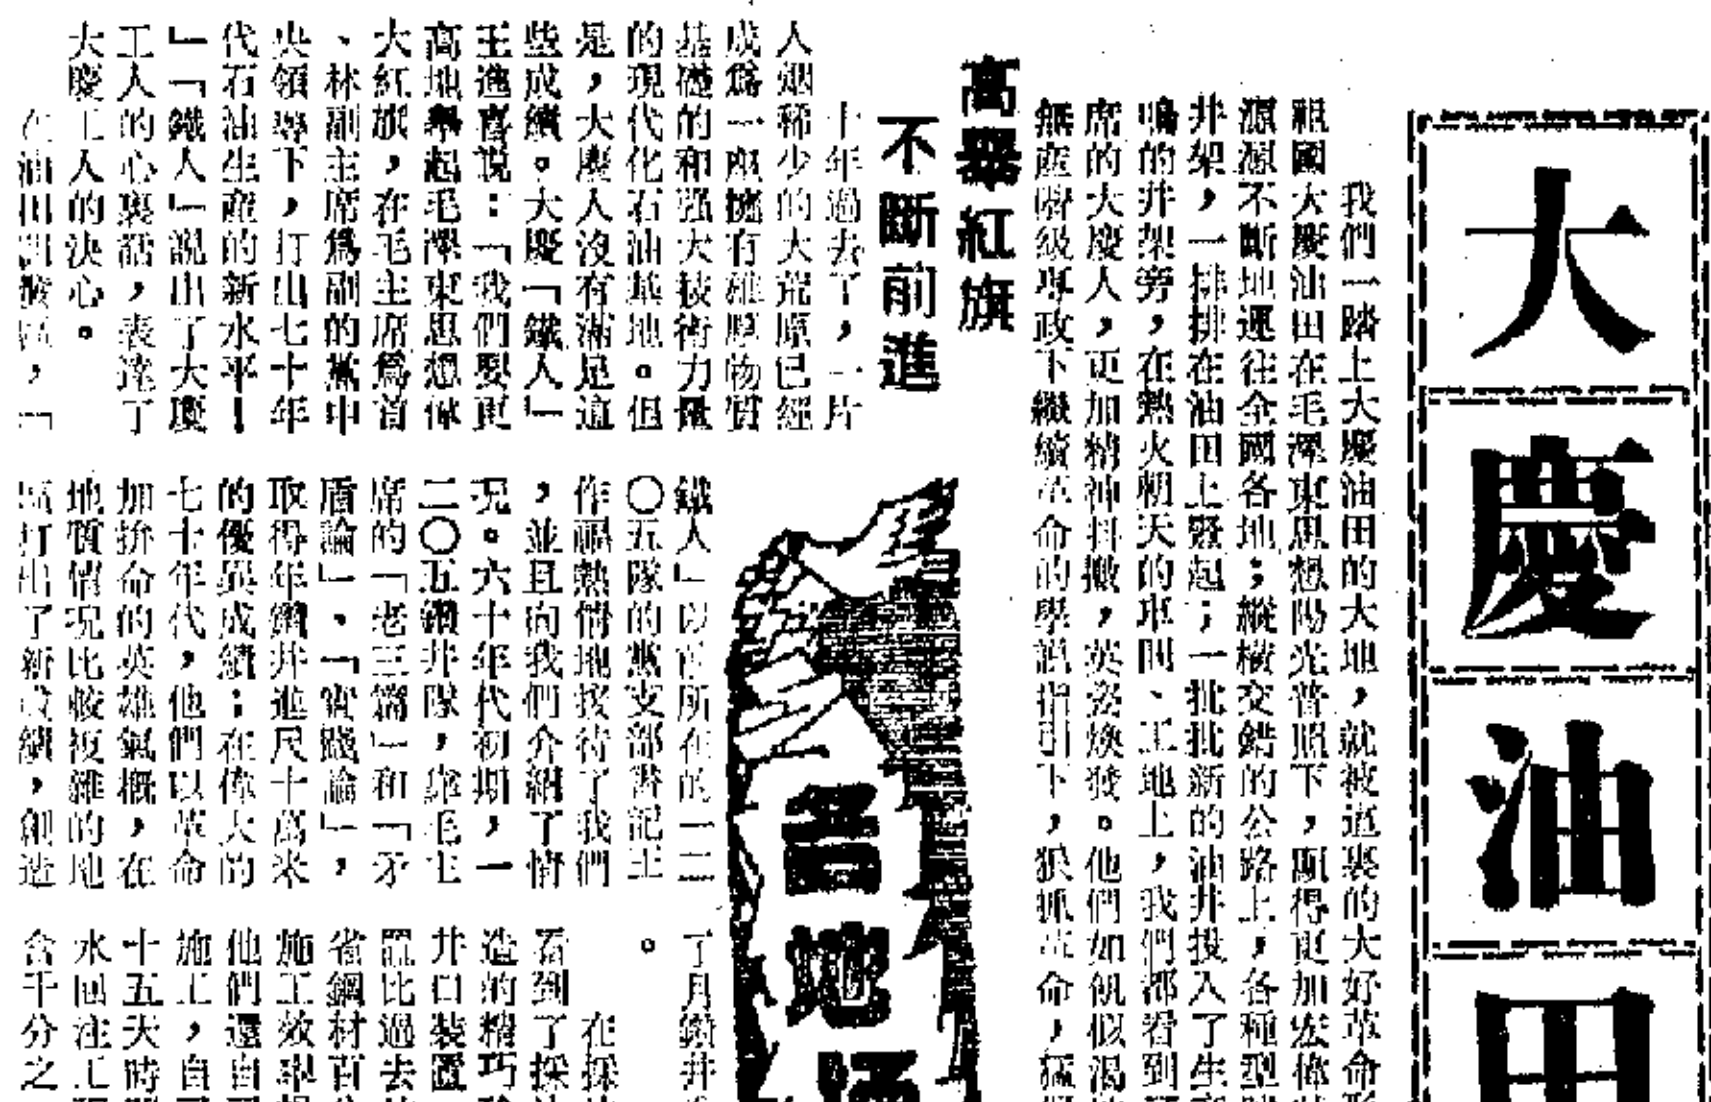 大慶油田
我們一踏上大慶油田的大地，就被這裏的大好革命形
祖國大慶油田在毛澤東思想陽光普照下，顯得更加宏偉
源源不斷地運往全國各地；縱橫交錯的公路上，各種型
井架，一排排在油田上竪起；一批批新的油井投入了生產
鳴的井架旁，在熱火朝天的車間、工地上，我們都看到
席的大慶人，更加精神抖擻，英姿煥發。他們如飢似渴
無產階級專政下繼續革命的學說指引下，狠抓革命，猛
高舉紅旗
不斷前進
各地通
十年過去了，一片
人烟稀少的大荒原已經
成爲一座擁有雄厚物質
基礎的和强大技術力量
的現代化石油基地。但
是，大慶人沒有滿足這
些成績。大慶「鐵人」
王進喜說：「我們要更
高地舉起毛澤東思想偉
大紅旗，在毛主席爲首
、林副主席爲副的黨中
央領導下，打出七十年
代石油生產的新水平！
」「鐵人」說出了大慶
工人的心裏話，表達了
大慶工人的決心。
在油田鑽探區，「
鐵人」以前所在的一二
〇五隊的黨支部書記王
作福熱情地接待了我們
，並且向我們介紹了情
況。六十年代初期，一
二〇五鑽井隊，靠毛主
席的「老三篇」和「矛
盾論」、「實踐論」，
取得年鑽井進尺十萬米
的優異成績；在偉大的
七十年代，他們以革命
加拚命的英雄氣概，在
地質情況比較複雜的地
區打出了新成績，創造
了月鑽井
。
在採
看到了採
造的精巧
井口裝置
置比過去
省鋼材百
施工效率
他們還自
施工，自
十五天時
水回注工
含千分之